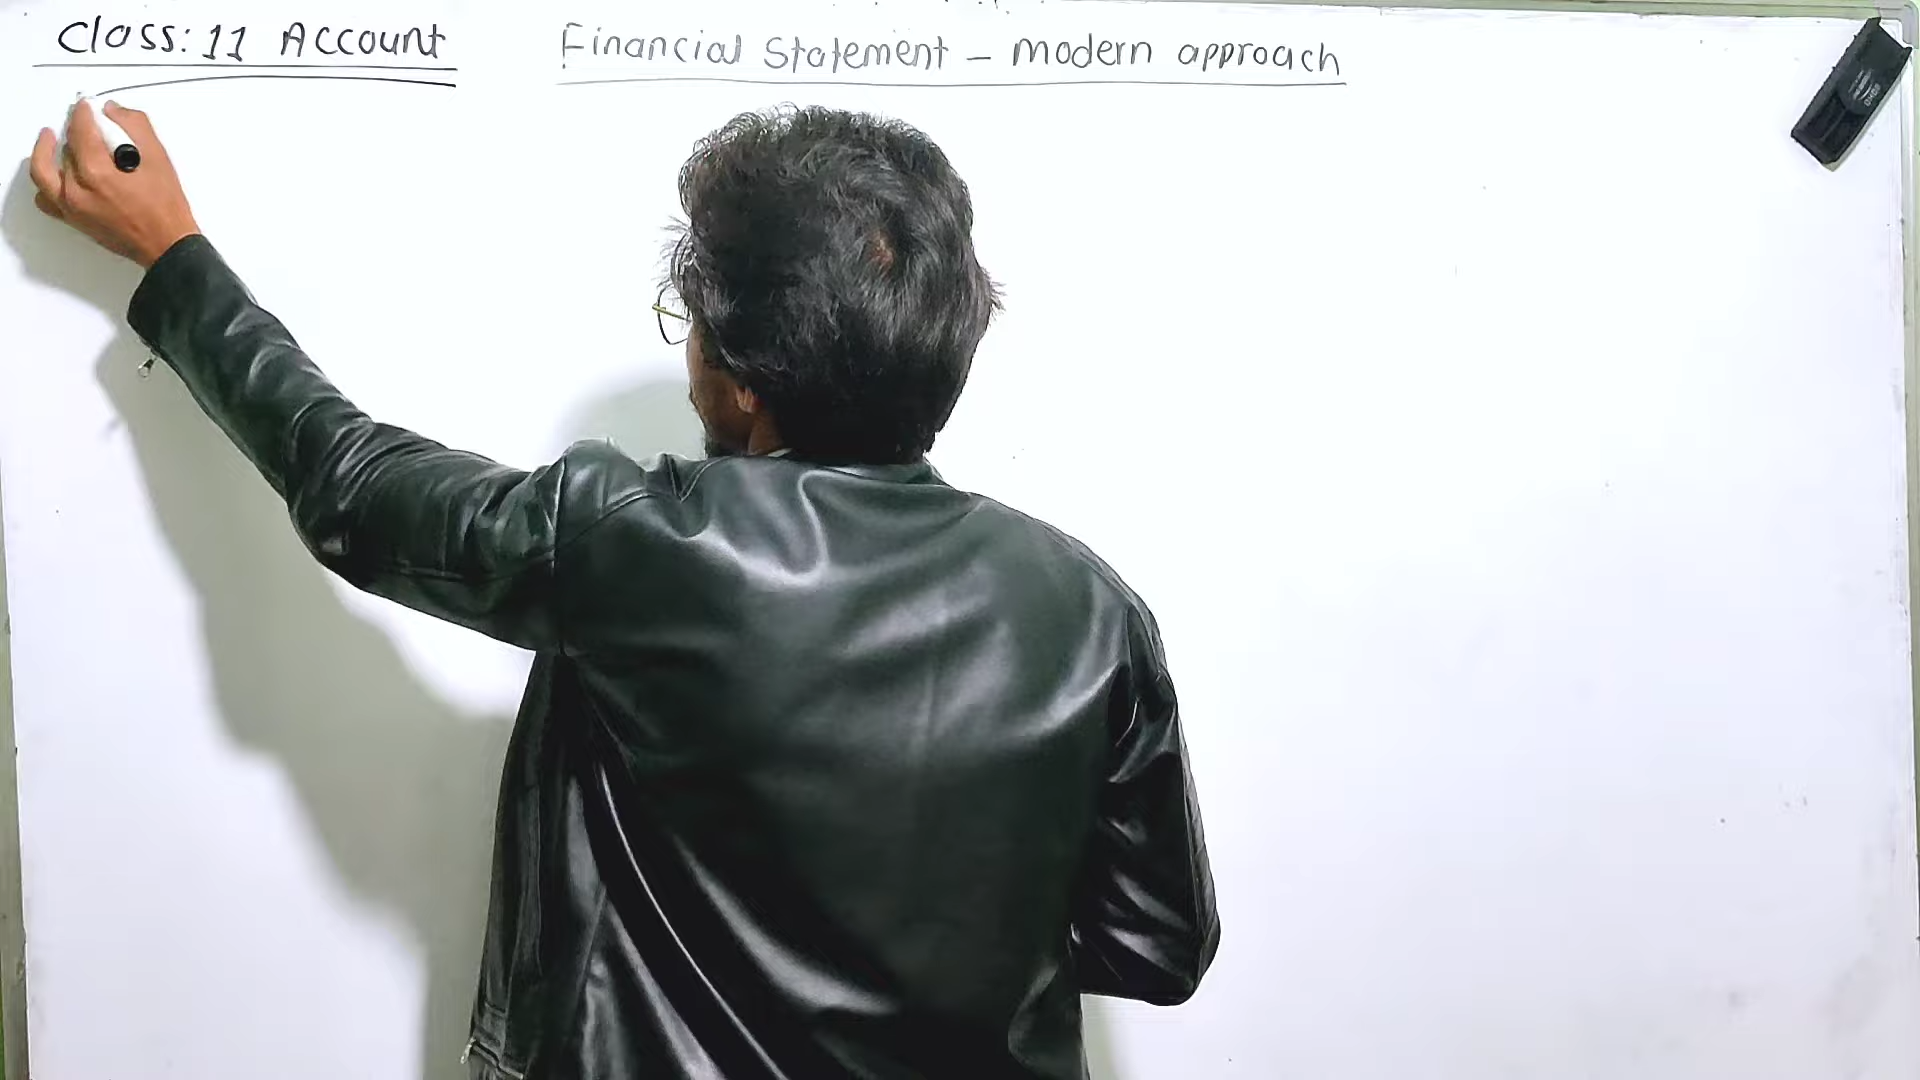 Class: 11 Account
Financial Statement - modern approach